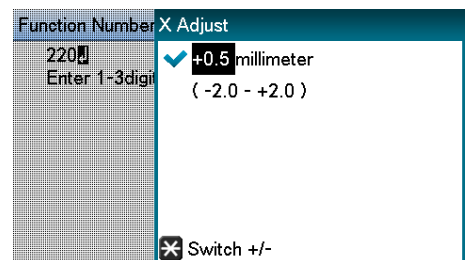 Function Number
220
Enter 1-3digi
X Adjust
+0.5 millimeter
( -2.0 - +2.0 )
Switch +/-